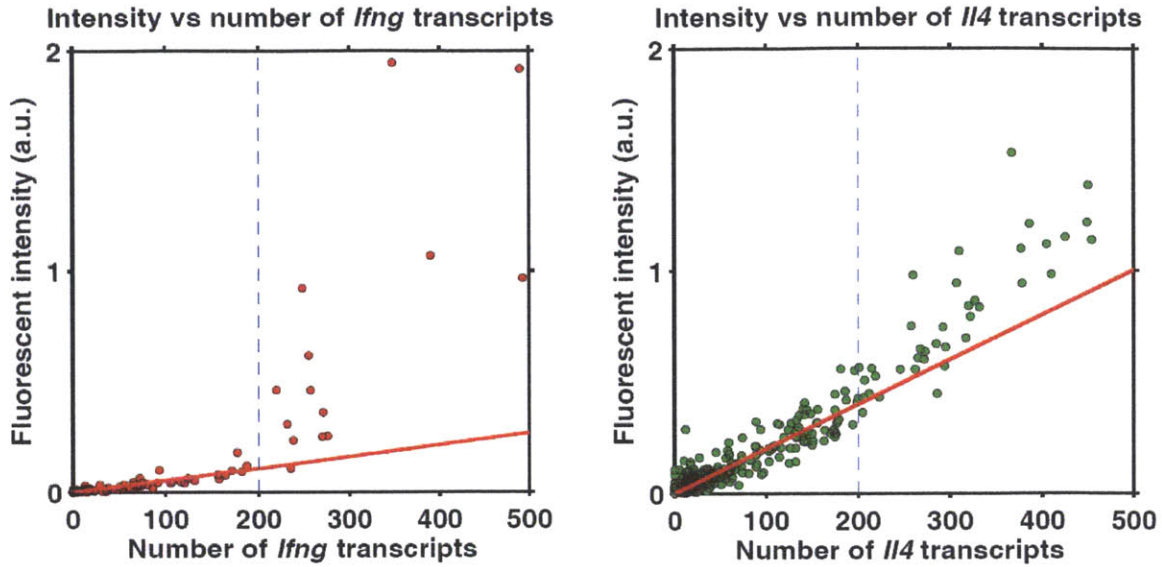 Intensity vs number of Ifng transcripts
2
1
0
Fluorescent intensity (a.u.)
0 100 200 300 400 500
Number of Ifng transcripts
Intensity vs number of Il4 transcripts
2
1
0
Fluorescent intensity (a.u.)
0 100 200 300 400 500
Number of Il4 transcripts